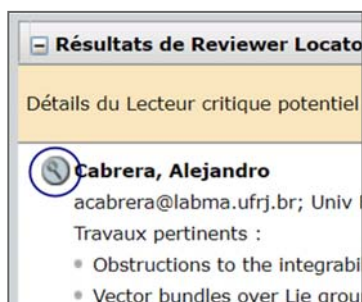 Résultats de Reviewer Locato
Détails du Lecteur critique potentiel
Cabrera, Alejandro
acabrera@labma.ufrj.br; Univ
Travaux pertinents :
Obstructions to the integrabi
Vector bundles over Lie grou